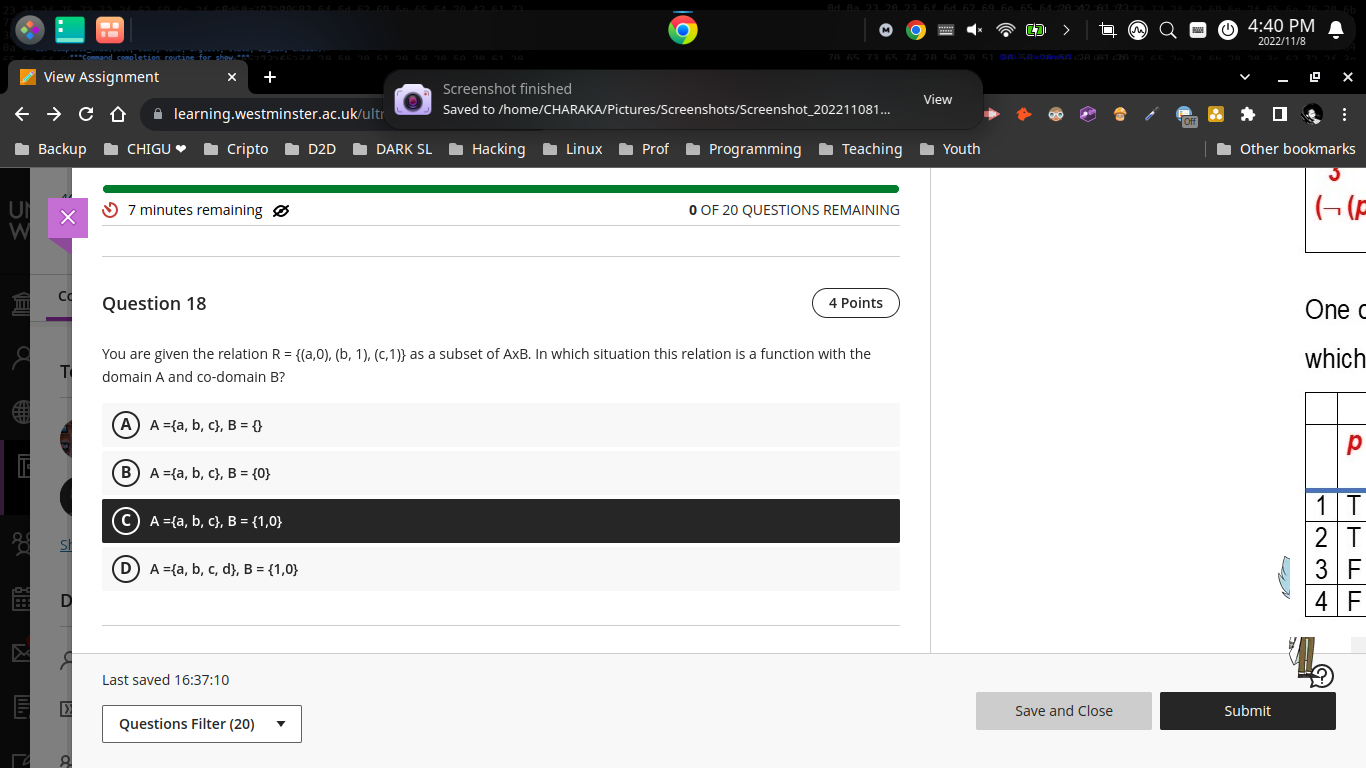 4:40 PM
2022/11/8
View Assignment
Screenshot finished
Saved to /home/CHARAKA/Pictures/Screenshots/Screenshot_202211081...
View
learning.westminster.ac.uk/ultr
Off
Backup
CHIGU ❤
Cripto
D2D
DARK SL
Hacking
Linux
Prof
Programming
Teaching
Youth
Other bookmarks
7 minutes remaining
0 OF 20 QUESTIONS REMAINING
Question 18
4 Points
You are given the relation R = {(a,0), (b, 1), (c,1)} as a subset of AxB. In which situation this relation is a function with the
domain A and co-domain B?
A A ={a, b, c}, B = {}
B A ={a, b, c}, B = {0}
C A ={a, b, c}, B = {1,0}
D A ={a, b, c, d}, B = {1,0}
3
(¬ (p
One
which
p
1 T
2 T
3 F
4 F
Last saved 16:37:10
Questions Filter (20)
Save and Close
Submit